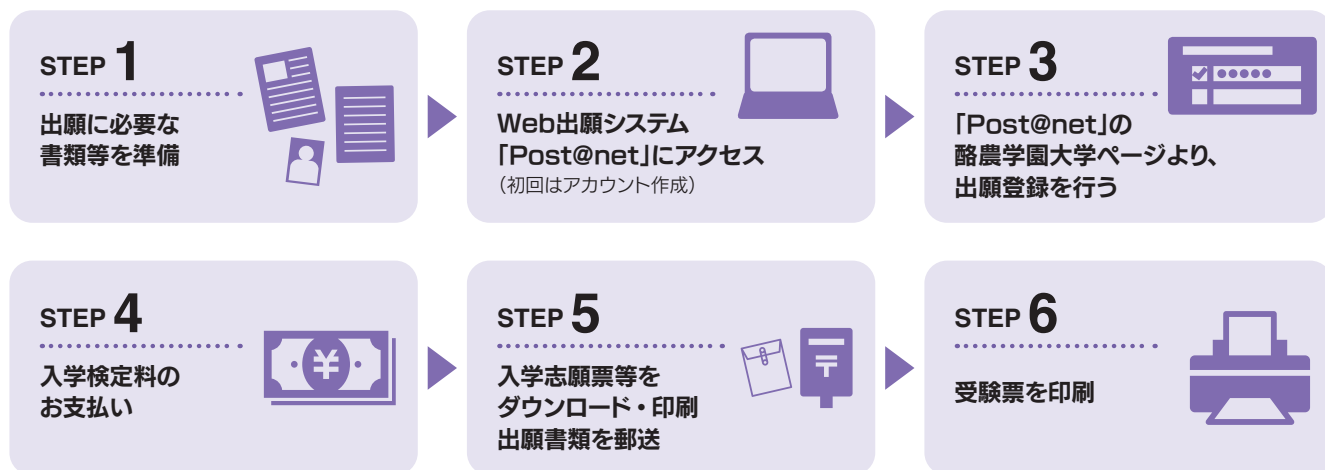 STEP 1
出願に必要な
書類等を準備
STEP 2
Web出願システム
「Post@net」にアクセス
（初回はアカウント作成）
STEP 3
「Post@net」の
酪農学園大学ページより、
出願登録を行う
STEP 4
入学検定料の
お支払い
¥
STEP 5
入学志願票等を
ダウンロード・印刷
出願書類を郵送
〒
STEP 6
受験票を印刷